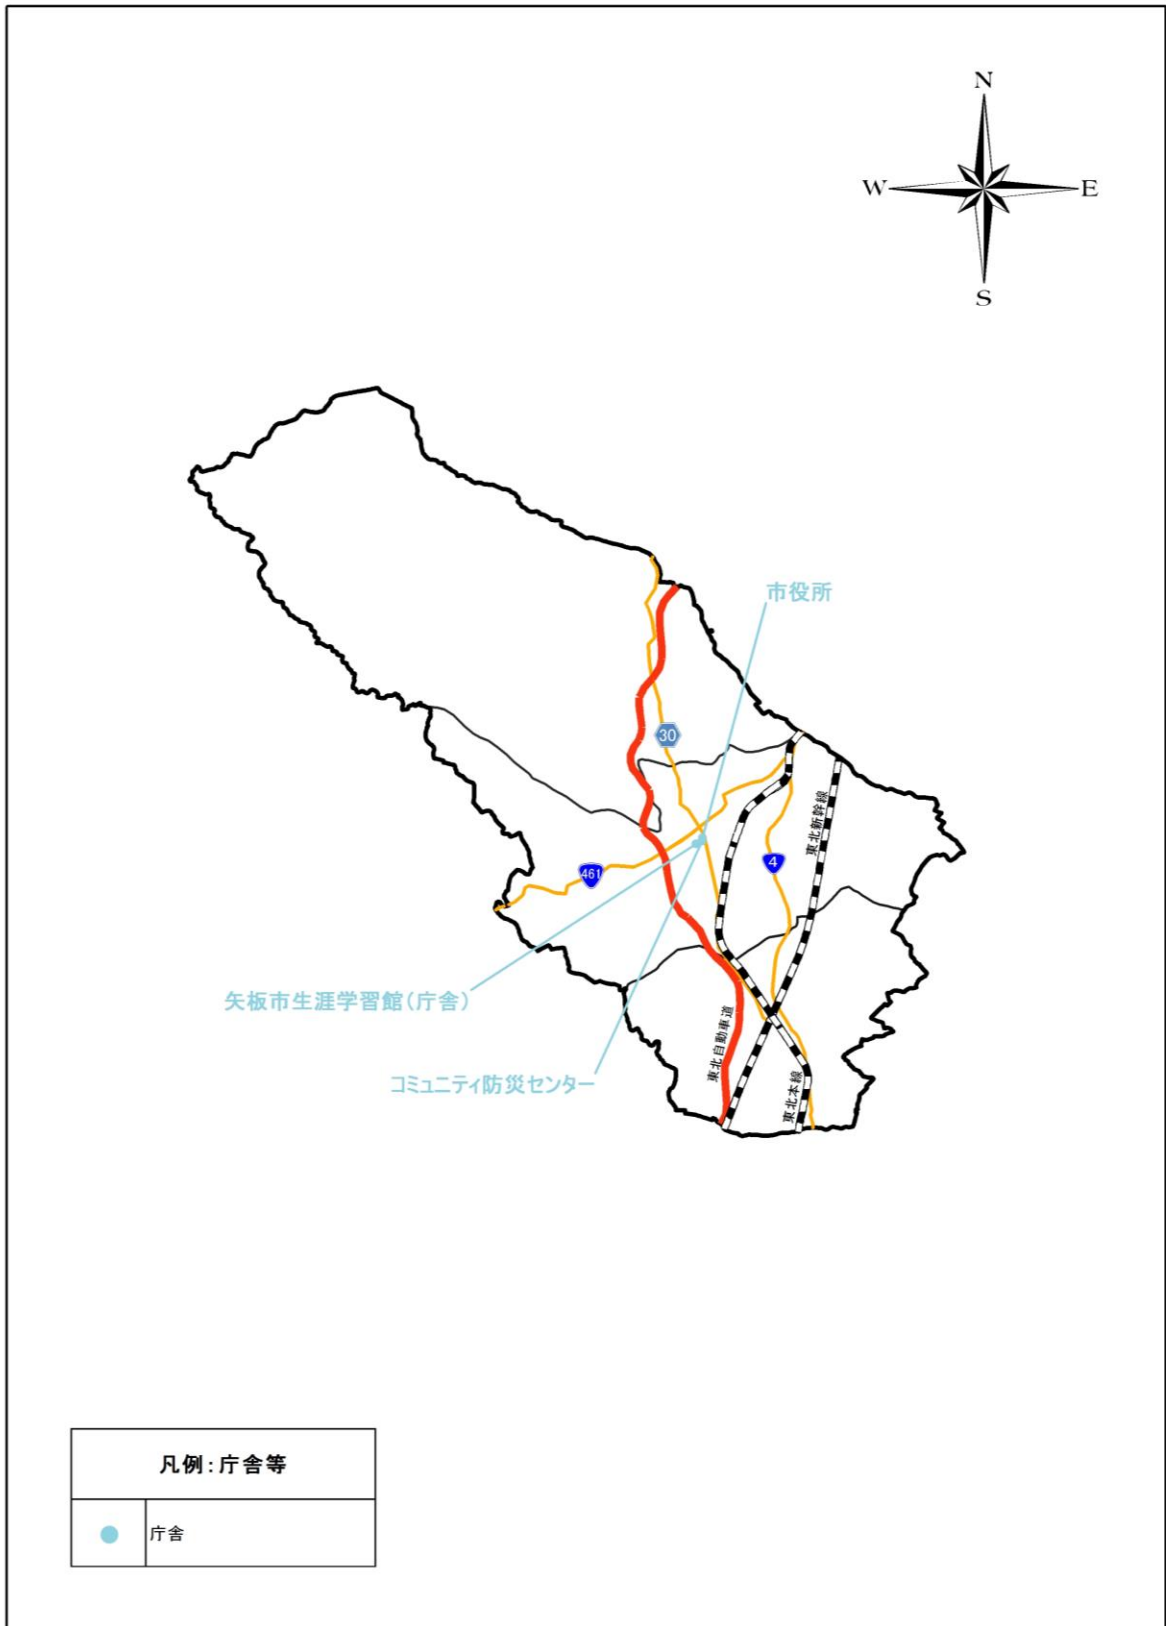 N
W
E
S
市役所
30
東北新幹線
4
461
矢板市生涯学習館(庁舎)
東北自動車道
コミュニティ防災センター
東北本線
凡例:庁舎等
庁舎